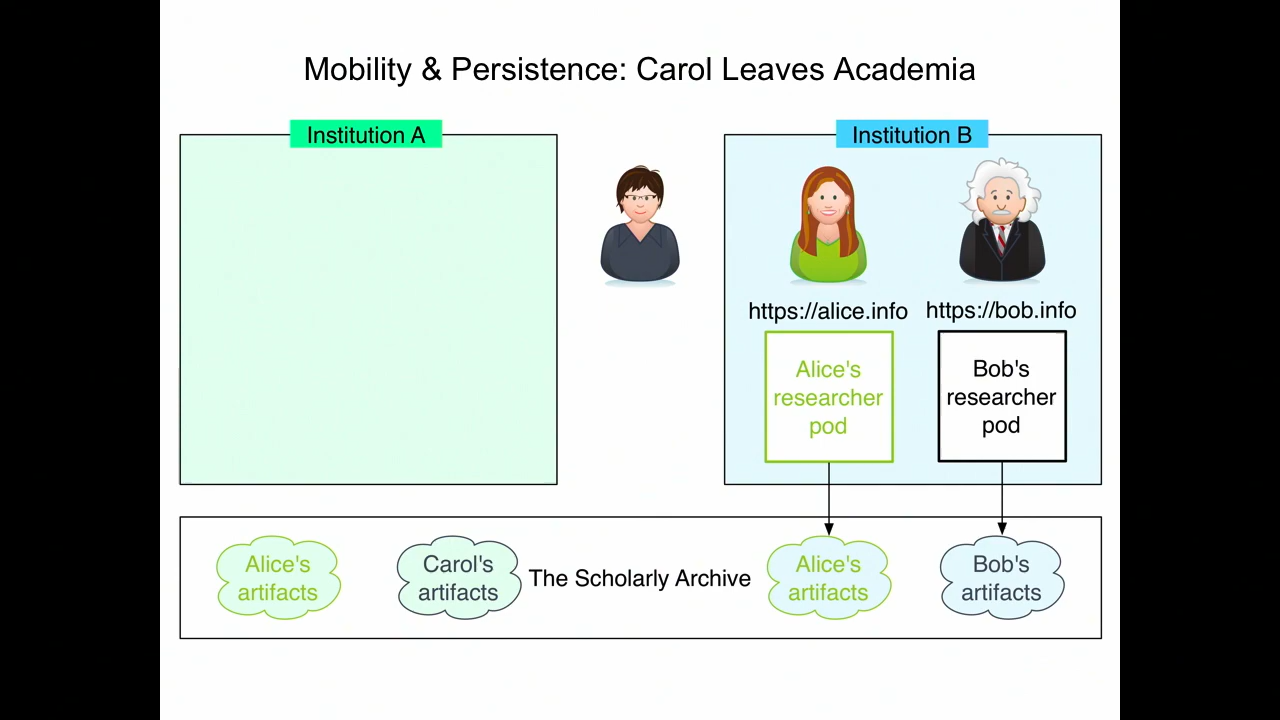 Mobility & Persistence: Carol Leaves Academia
Institution A
Institution B
https://alice.info
https://bob.info
Alice's
researcher
pod
Bob's
researcher
pod
Alice's
artifacts
Carol's
artifacts
The Scholarly Archive
Alice's
artifacts
Bob's
artifacts